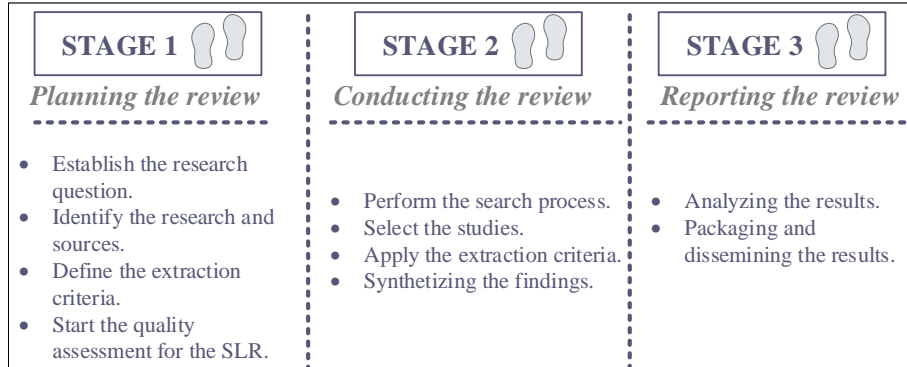 STAGE 1
Planning the review
• Establish the research
question.
• Identify the research and
sources.
• Define the extraction
criteria.
• Start the quality
assessment for the SLR.
STAGE 2
Conducting the review
• Perform the search process.
• Select the studies.
• Apply the extraction criteria.
• Synthetizing the findings.
STAGE 3
Reporting the review
• Analyzing the results.
• Packaging and
dissemining the results.